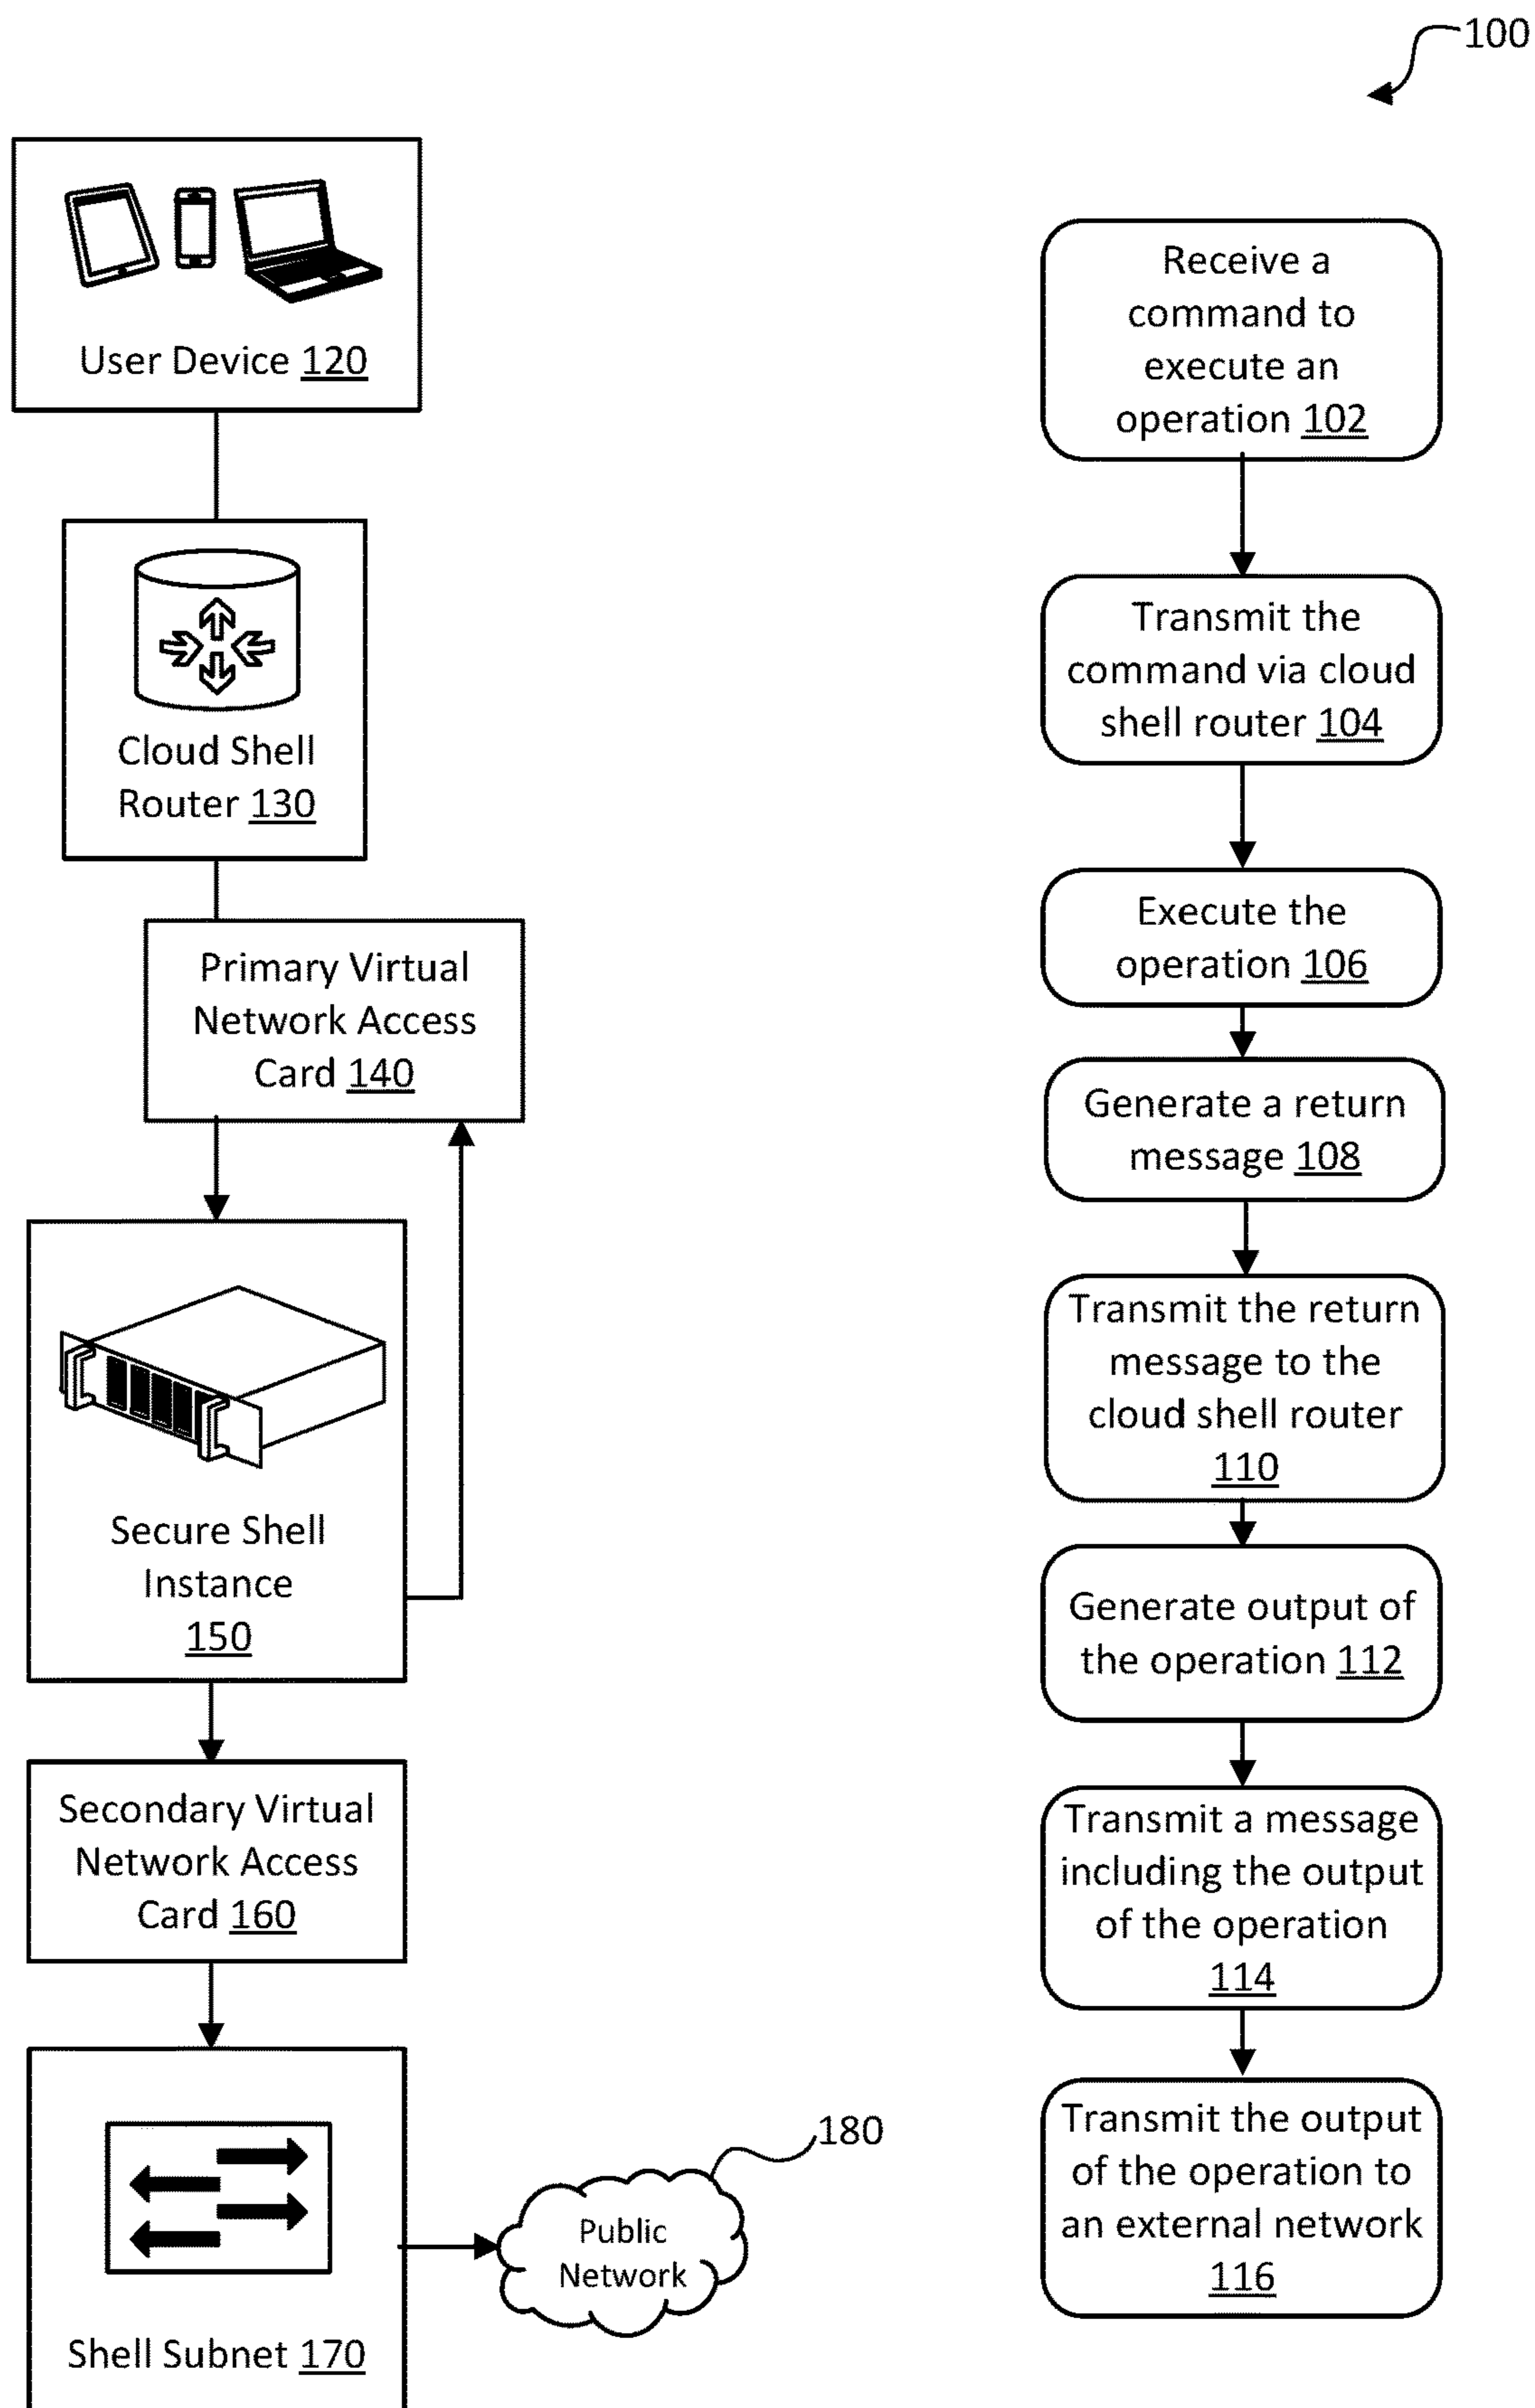 100
User Device 120
Cloud Shell
Router 130
Primary Virtual
Network Access
Card 140
Secure Shell
Instance
150
Secondary Virtual
Network Access
Card 160
Shell Subnet 170
180
Public
Network
Receive a
command to
execute an
operation 102
Transmit the
command via cloud
shell router 104
Execute the
operation 106
Generate a return
message 108
Transmit the return
message to the
cloud shell router
110
Generate output of
the operation 112
Transmit a message
including the output
of the operation
114
Transmit the output
of the operation to
an external network
116